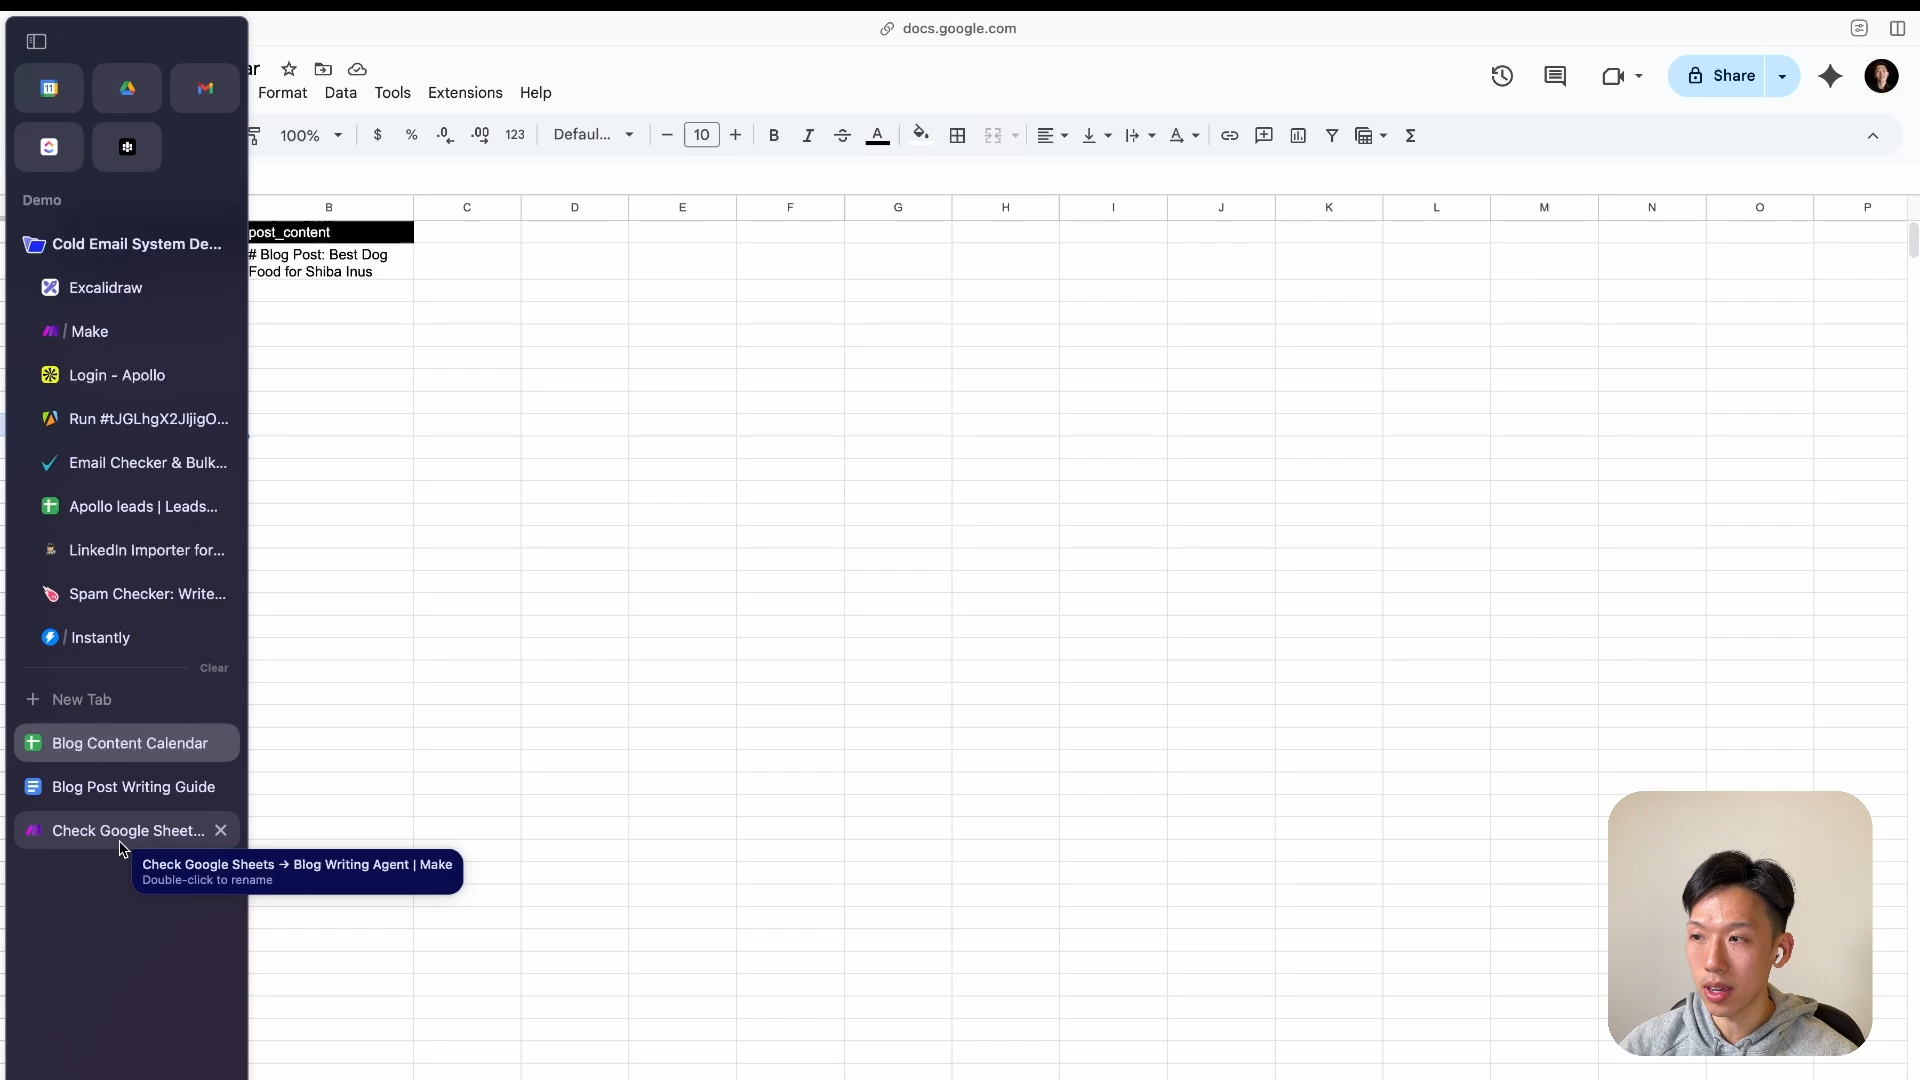 docs.google.com
ar
Share
Format Data Tools Extensions Help
100% $ % .0 .00 123 Defaul... - 10 + B I S A Σ
B C D E F G H I J K L M N O P
post_content
# Blog Post: Best Dog
Food for Shiba Inus
Demo
Cold Email System De...
Excalidraw
/ Make
Login - Apollo
Run #tJGLhgX2JljigO...
Email Checker & Bulk...
Apollo leads | Leads...
LinkedIn Importer for...
Spam Checker: Write...
/ Instantly
Clear
+ New Tab
Blog Content Calendar
Blog Post Writing Guide
Check Google Sheet...
Check Google Sheets → Blog Writing Agent | Make
Double-click to rename